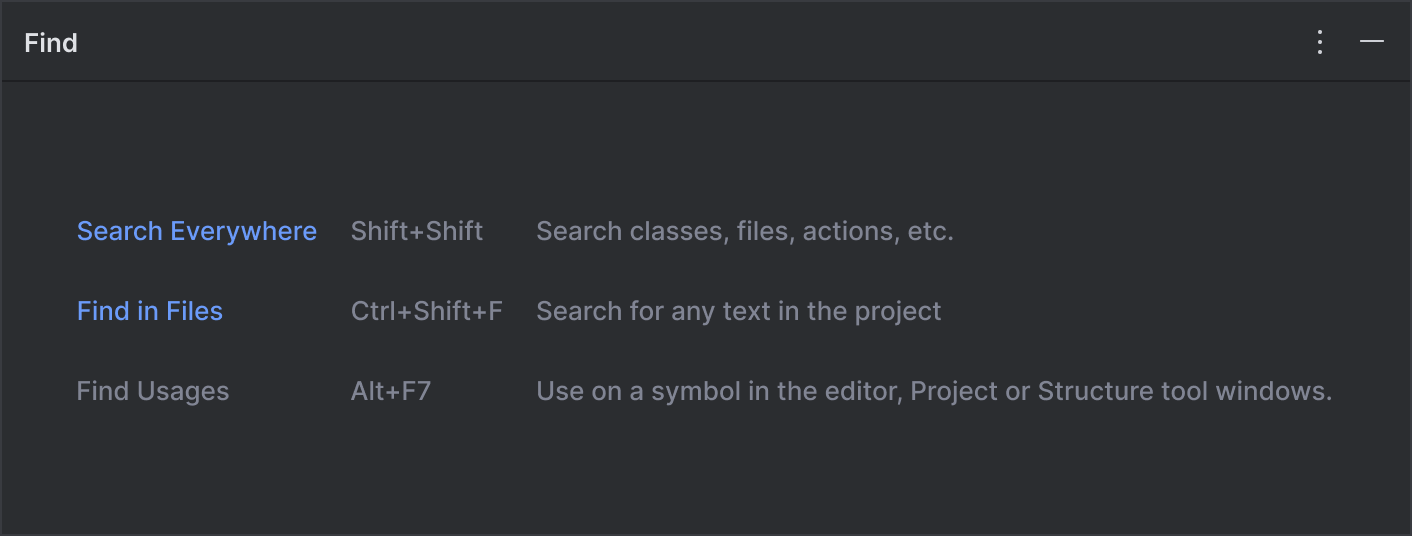 Find
Search Everywhere Shift+Shift Search classes, files, actions, etc.
Find in Files Ctrl+Shift+F Search for any text in the project
Find Usages Alt+F7 Use on a symbol in the editor, Project or Structure tool windows.